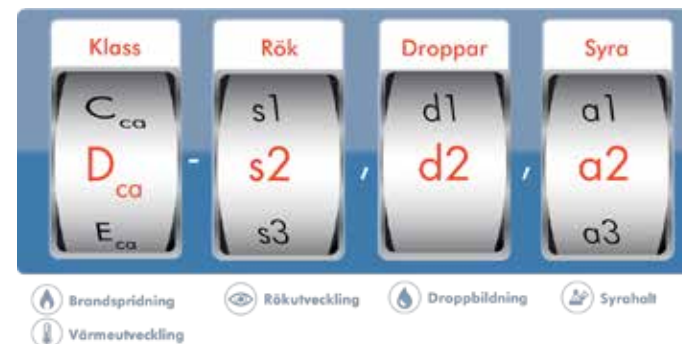 Klass Rök Droppar Syra
Cca s1 d1 a1
Dca - s2 , d2 , a2
Eca s3 a3
Brandspridning Rökutveckling Droppbildning Syrahalt
Värmeutveckling